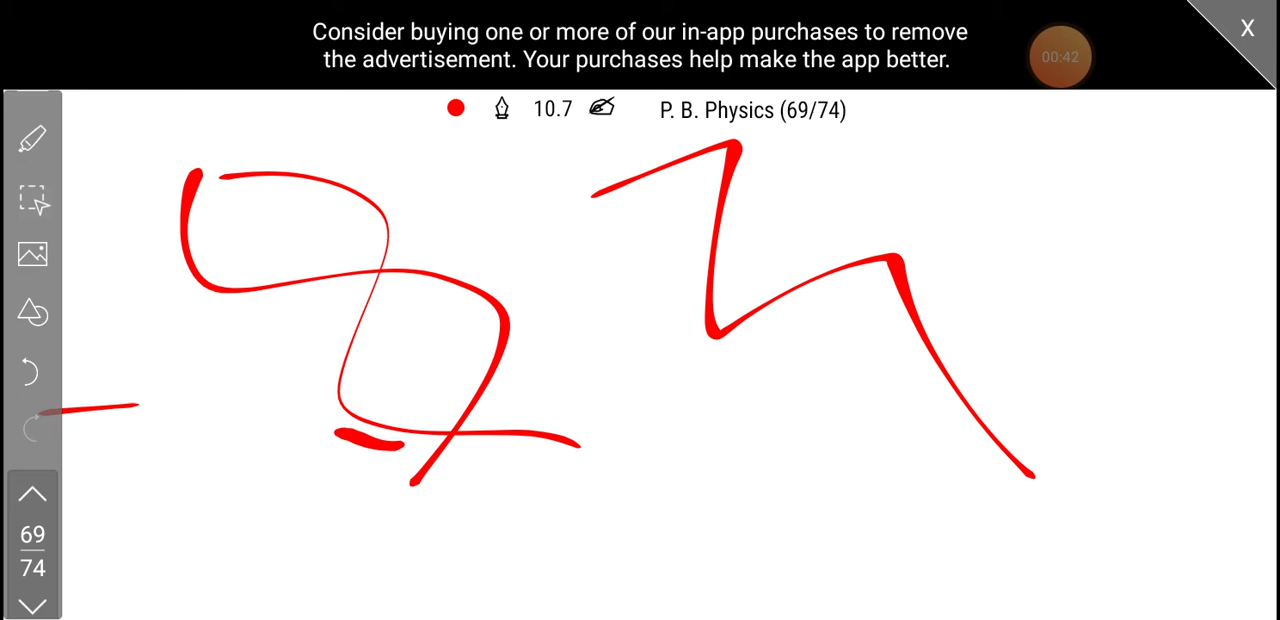 Consider buying one or more of our in-app purchases to remove
the advertisement. Your purchases help make the app better.
00:42
X
10.7
P. B. Physics (69/74)
69
74